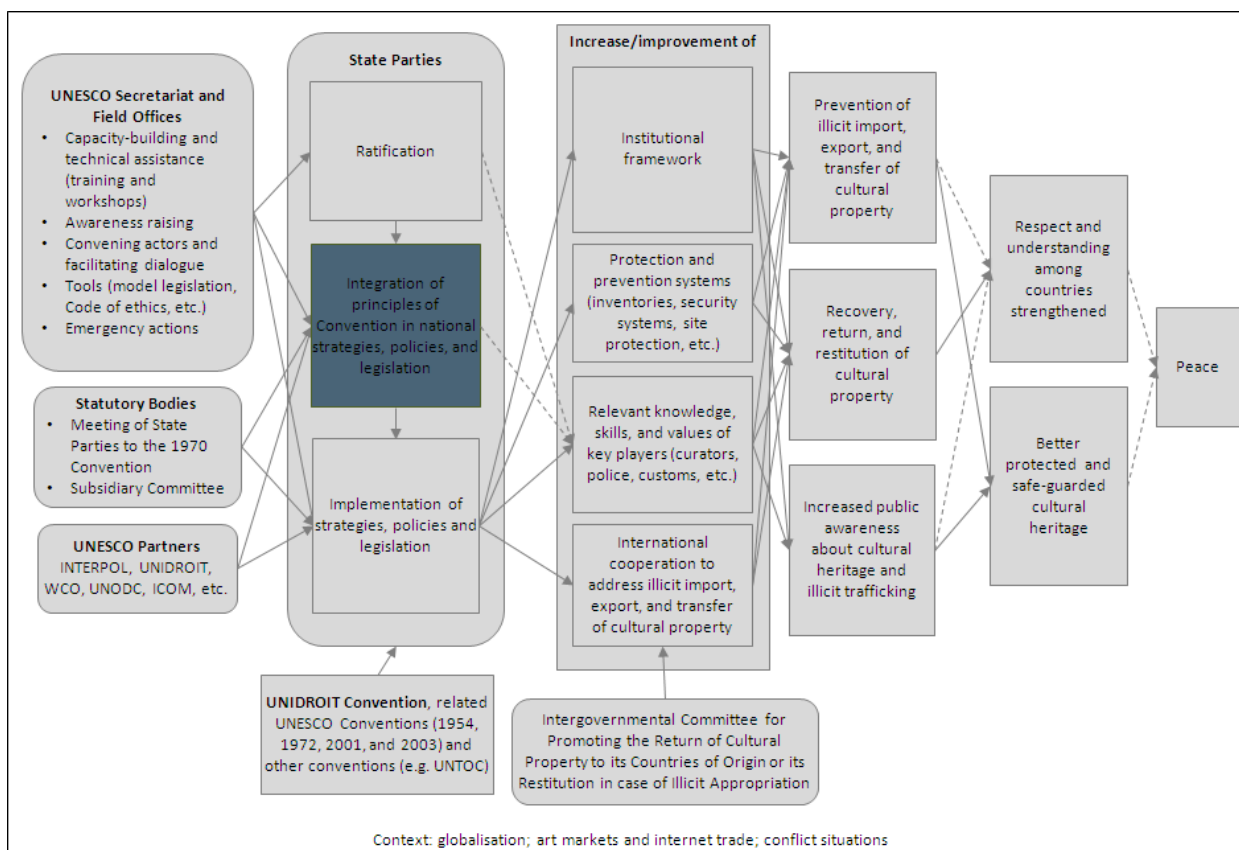 UNESCO Secretariat and
Field Offices
• Capacity-building and
technical assistance
(training and
workshops)
• Awareness raising
• Convening actors and
facilitating dialogue
• Tools (model legislation,
Code of ethics, etc.)
• Emergency actions
Statutory Bodies
• Meeting of State
Parties to the 1970
Convention
• Subsidiary Committee
UNESCO Partners
INTERPOL, UNIDROIT,
WCO, UNODC, ICOM, etc.
State Parties
Ratification
Integration of
principles of
Convention in national
strategies, policies, and
legislation
Implementation of
strategies, policies and
legislation
UNIDROIT Convention, related
UNESCO Conventions (1954,
1972, 2001, and 2003) and
other conventions (e.g. UNTOC)
Increase/improvement of
Institutional
framework
Protection and
prevention systems
(inventories, security
systems, site
protection, etc.)
Relevant knowledge,
skills, and values of
key players (curators,
police, customs, etc.)
International
cooperation to
address illicit import,
export, and transfer
of cultural property
Intergovernmental Committee for
Promoting the Return of Cultural
Property to its Countries of Origin or its
Restitution in case of Illicit Appropriation
Prevention of
illicit import,
export, and
transfer of
cultural
property
Recovery,
return, and
restitution of
cultural
property
Increased public
awareness
about cultural
heritage and
illicit trafficking
Respect and
understanding
among
countries
strengthened
Better
protected and
safe-guarded
cultural
heritage
Peace
Context: globalisation; art markets and internet trade; conflict situations